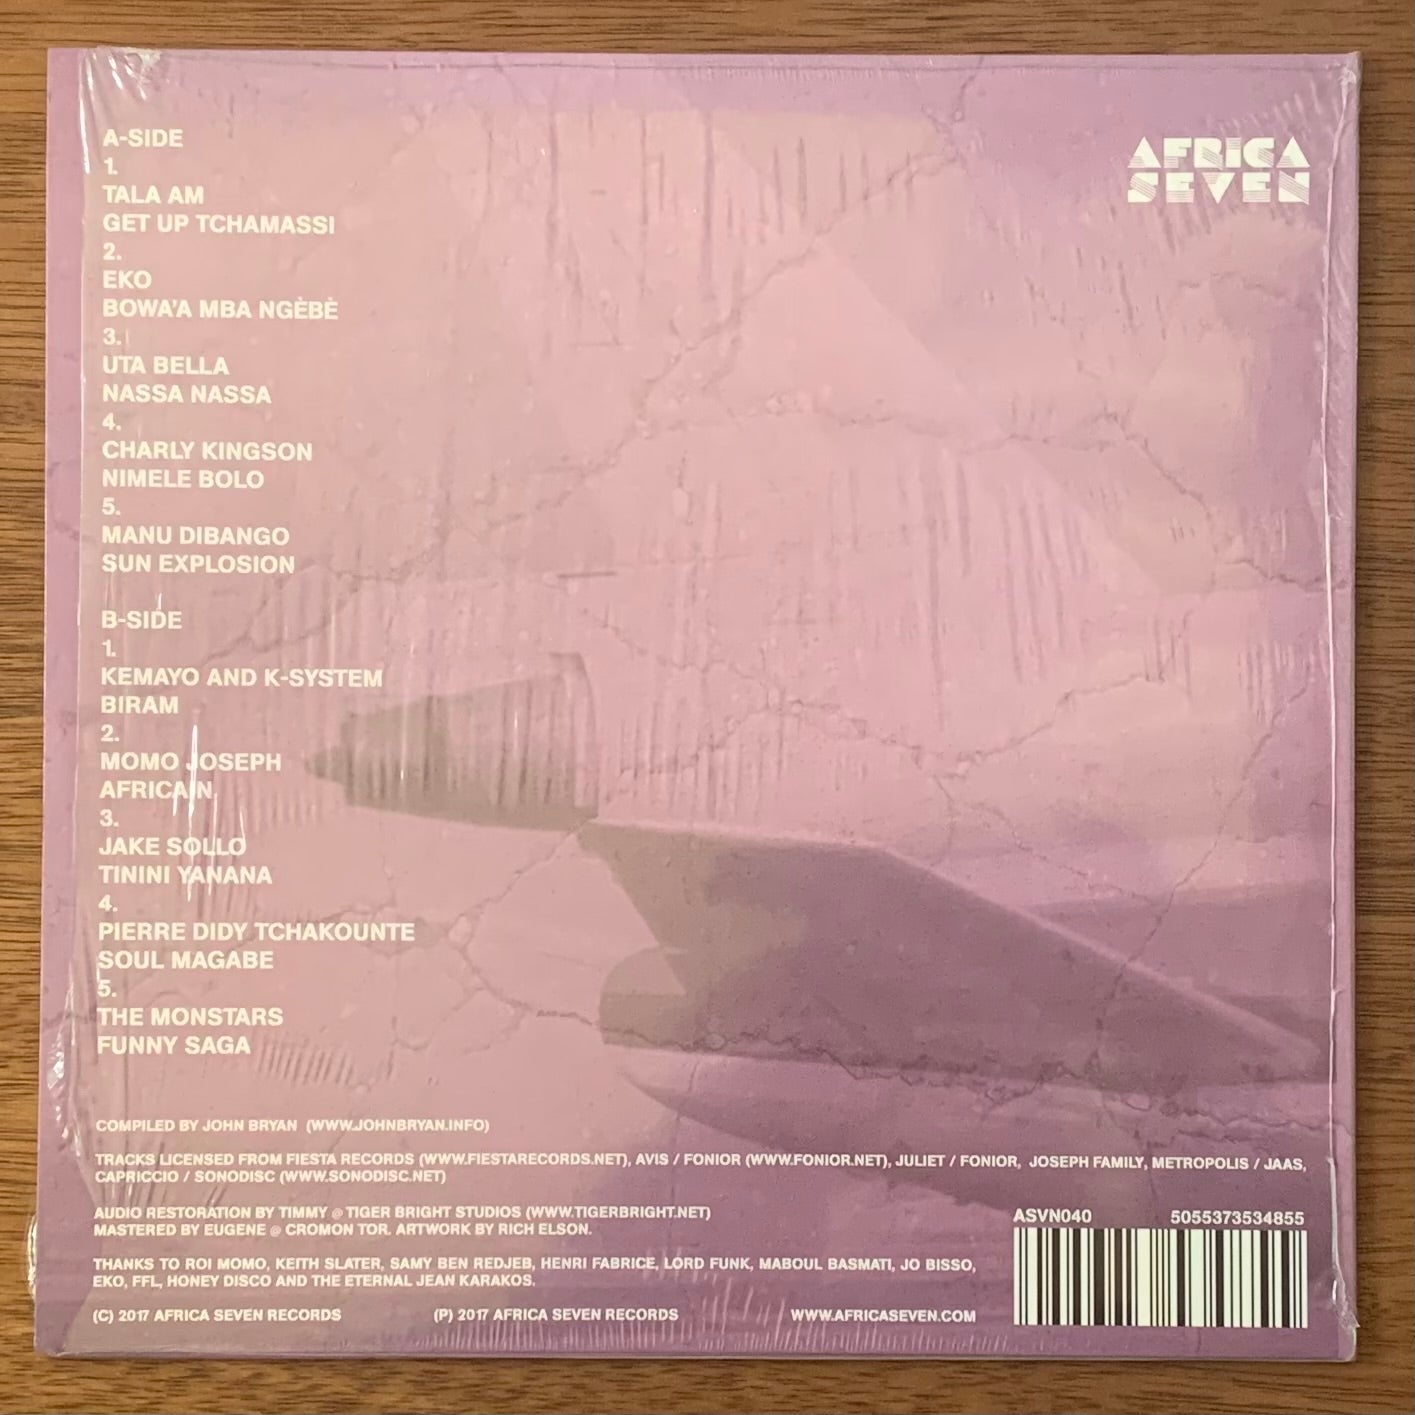 A-SIDE
1.
TALA AM
GET UP TCHAMASSI
2.
EKO
BOWA'A MBA NGÈBÈ
3.
UTA BELLA
NASSA NASSA
4.
CHARLY KINGSON
NIMELE BOLO
5.
MANU DIBANGO
SUN EXPLOSION
B-SIDE
1.
KEMAYO AND K-SYSTEM
BIRAM
2.
MOMO JOSEPH
AFRICAIN
3.
JAKE SOLLO
TININI YANANA
4.
PIERRE DIDY TCHAKOUNTE
SOUL MAGABE
5.
THE MONSTARS
FUNNY SAGA
AFRICA
SEVEN
COMPILED BY JOHN BRYAN (WWW.JOHNBRYAN.INFO)
TRACKS LICENSED FROM FIESTA RECORDS (WWW.FIESTARECORDS.NET), AVIS / FONIOR (WWW.FONIOR.NET), JULIET / FONIOR, JOSEPH FAMILY, METROPOLIS / JAAS,
CAPRICCIO / SONODISC (WWW.SONODISC.NET)
AUDIO RESTORATION BY TIMMY @ TIGER BRIGHT STUDIOS (WWW.TIGERBRIGHT.NET)
MASTERED BY EUGENE @ CROMON TOR. ARTWORK BY RICH ELSON.
THANKS TO ROI MOMO, KEITH SLATER, SAMY BEN REDJEB, HENRI FABRICE, LORD FUNK, MABOUL BASMATI, JO BISSO,
EKO, FFL, HONEY DISCO AND THE ETERNAL JEAN KARAKOS.
(C) 2017 AFRICA SEVEN RECORDS (P) 2017 AFRICA SEVEN RECORDS WWW.AFRICASEVEN.COM
ASVN040 5055373534855